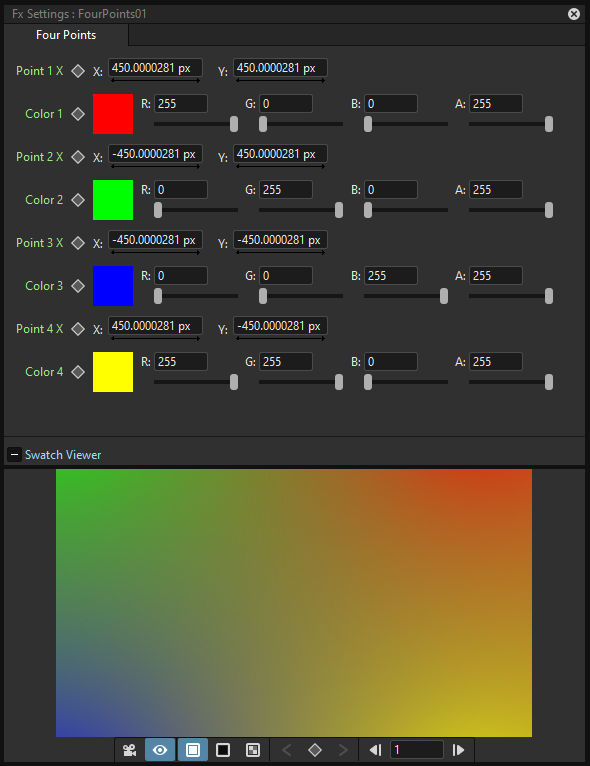 Fx Settings : FourPoints01
Four Points
Point 1 X X: 450.0000281 px Y: 450.0000281 px
Color 1 R: 255 G: 0 B: 0 A: 255
Point 2 X X: -450.0000281 px Y: 450.0000281 px
Color 2 R: 0 G: 255 B: 0 A: 255
Point 3 X X: -450.0000281 px Y: -450.0000281 px
Color 3 R: 0 G: 0 B: 255 A: 255
Point 4 X X: 450.0000281 px Y: -450.0000281 px
Color 4 R: 255 G: 255 B: 0 A: 255
Swatch Viewer
1